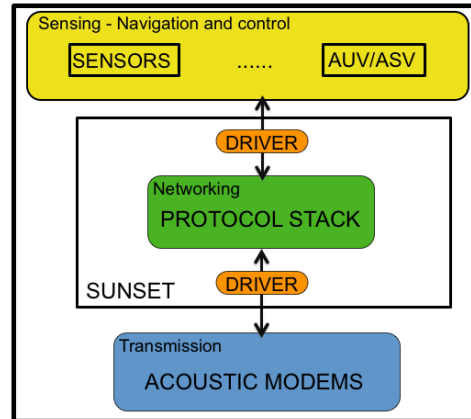 Sensing - Navigation and control
SENSORS ...... AUV/ASV
DRIVER
Networking
PROTOCOL STACK
DRIVER
SUNSET
Transmission
ACOUSTIC MODEMS